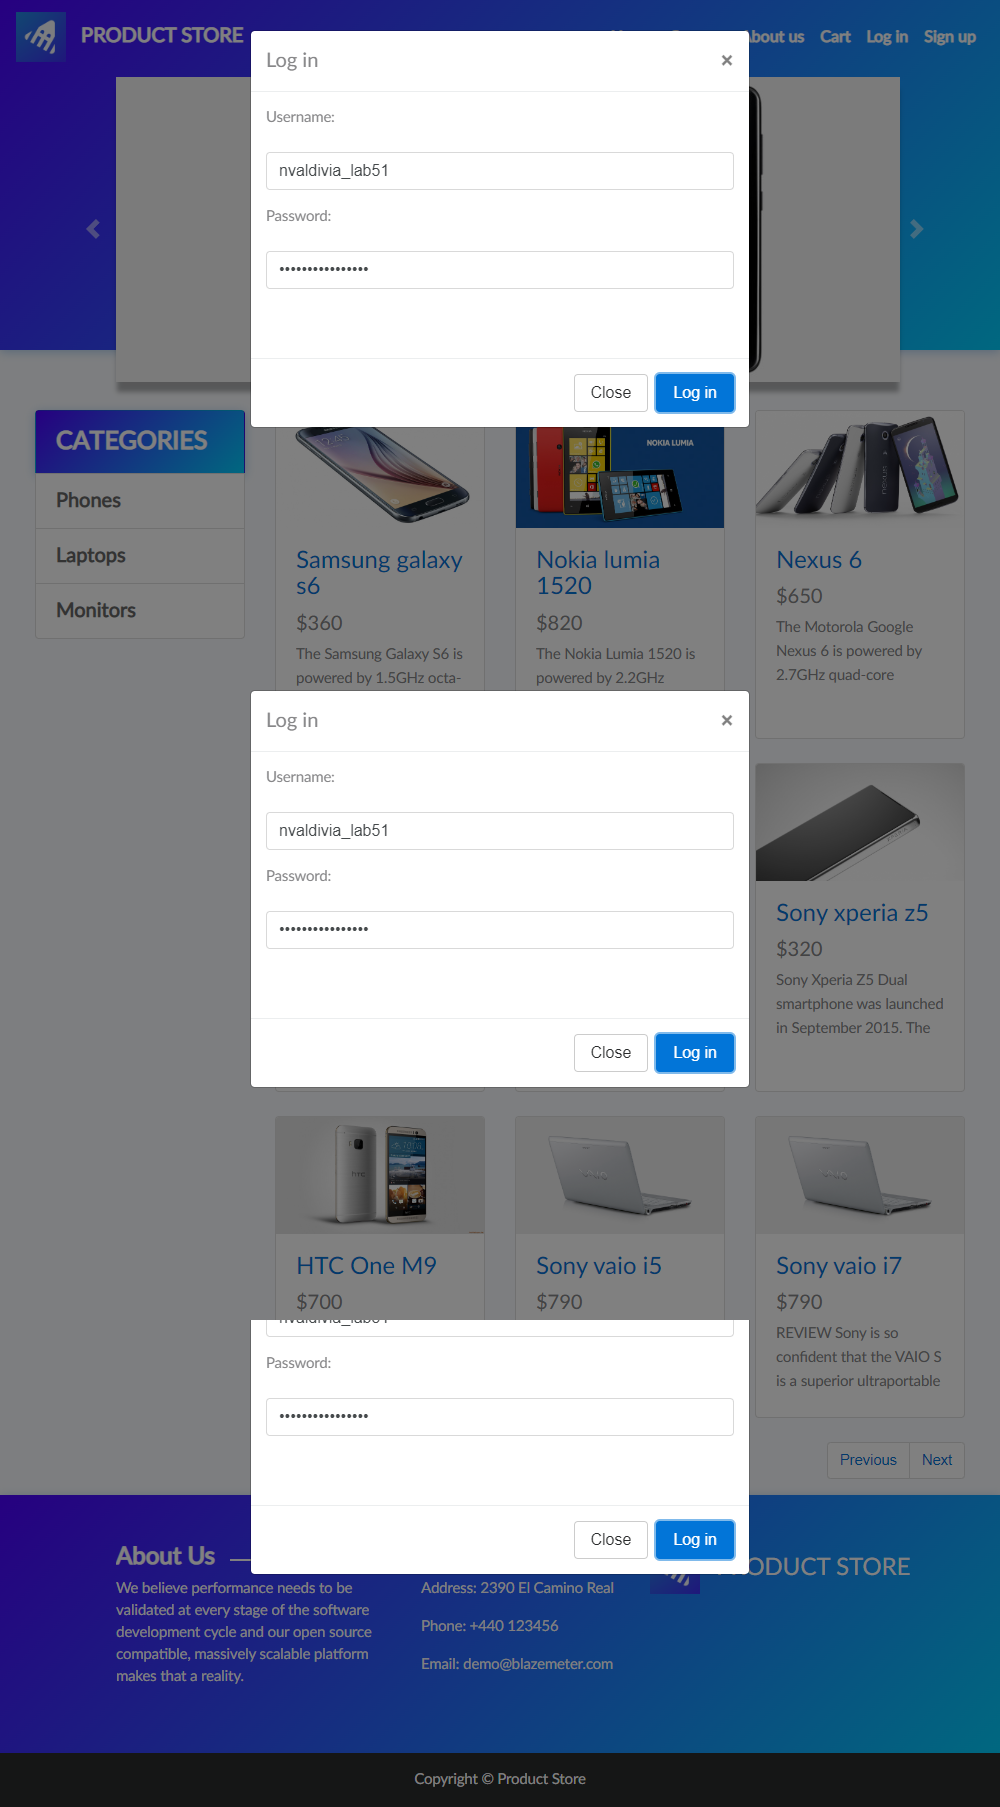 PRODUCT STORE
About us Cart Log in Sign up
Log in
×
Username:
nvaldivia_lab51
Password:
••••••••••••••••
Close Log in
CATEGORIES
Phones
Laptops
Monitors
NOKIA LUMIA
Samsung galaxy
s6
$360
The Samsung Galaxy S6 is
powered by 1.5GHz octa-
Nokia lumia
1520
$820
The Nokia Lumia 1520 is
powered by 2.2GHz
Nexus 6
$650
The Motorola Google
Nexus 6 is powered by
2.7GHz quad-core
Log in
×
Username:
nvaldivia_lab51
Password:
••••••••••••••••
Close Log in
Sony xperia z5
$320
Sony Xperia Z5 Dual
smartphone was launched
in September 2015. The
HTC One M9
$700
VAIO
Sony vaio i5
$790
VAIO
Sony vaio i7
$790
REVIEW Sony is so
confident that the VAIO S
is a superior ultraportable
nvaldivia_lab51
Password:
••••••••••••••••
Close Log in
Previous Next
About Us
We believe performance needs to be
validated at every stage of the software
development cycle and our open source
compatible, massively scalable platform
makes that a reality.
Address: 2390 El Camino Real
Phone: +440 123456
Email: demo@blazemeter.com
PRODUCT STORE
Copyright © Product Store